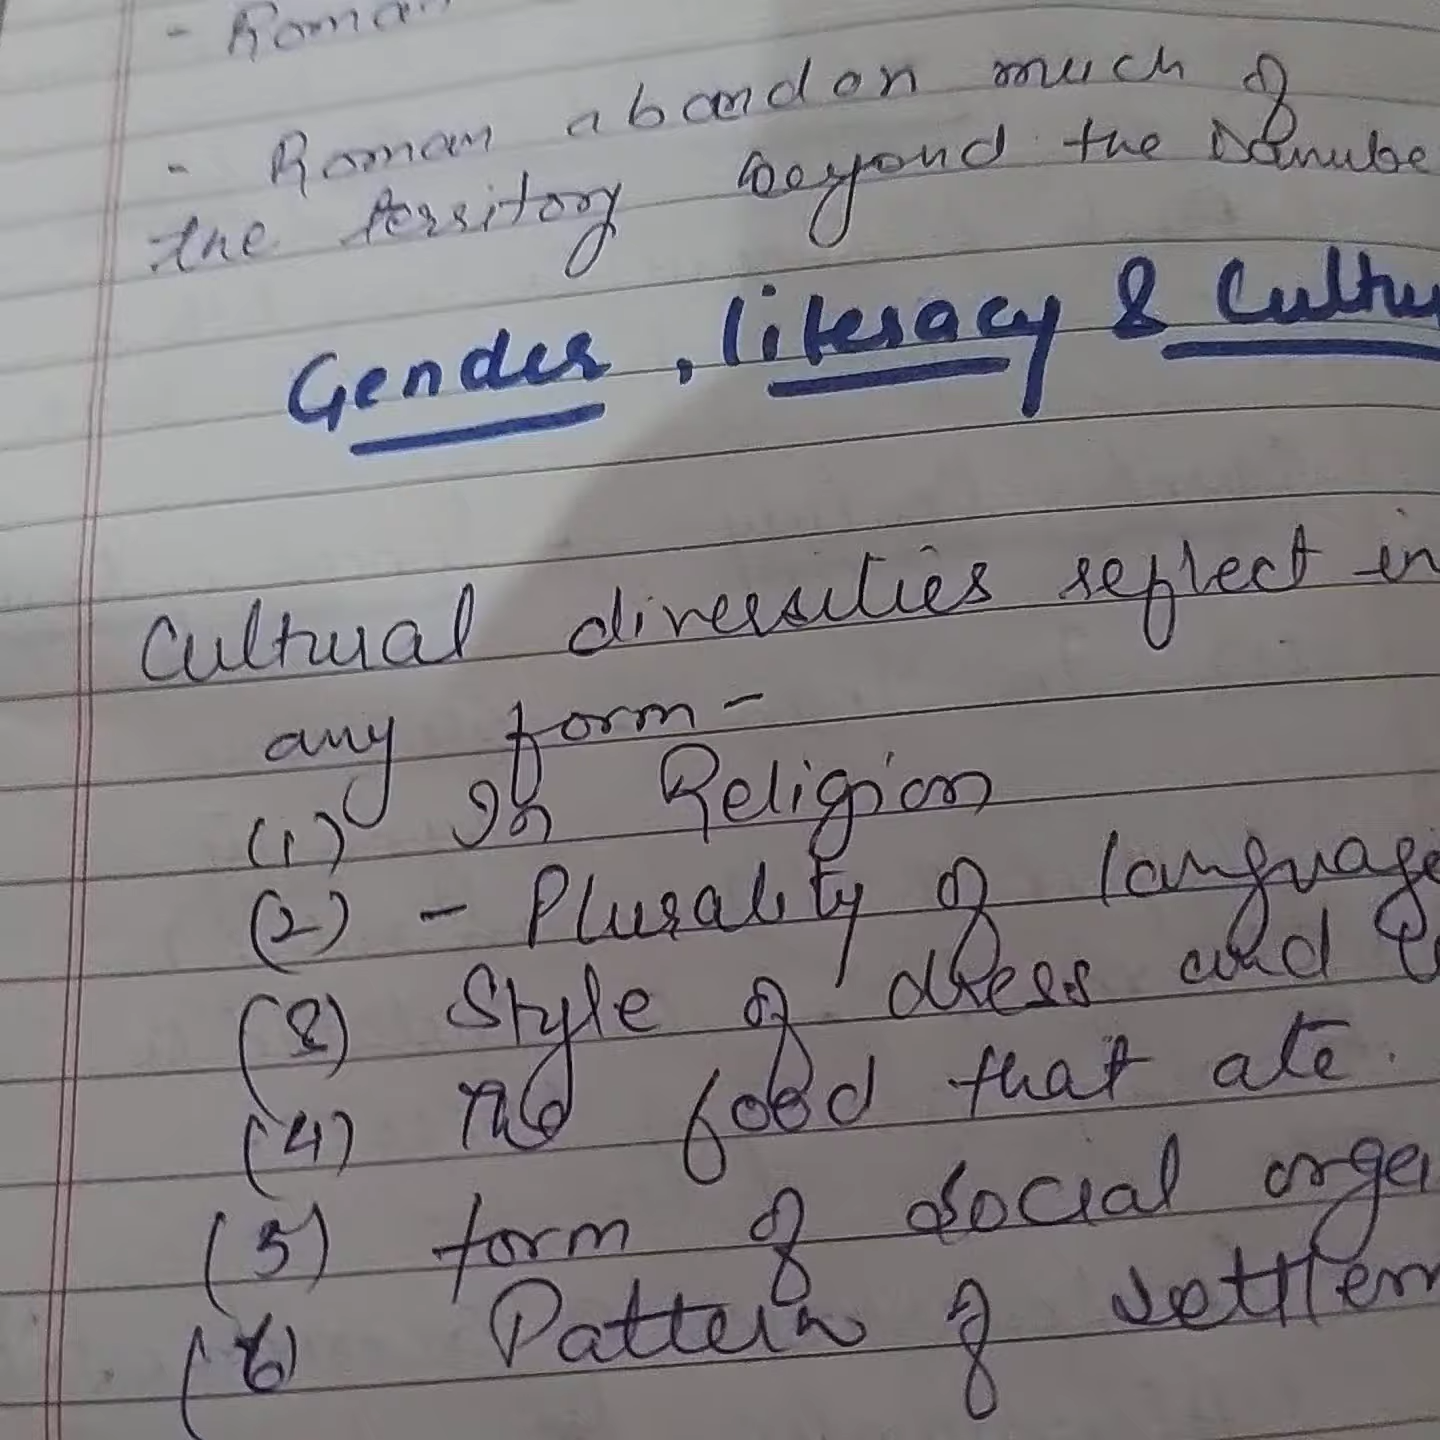 - Roman
- Roman abandon much of
the territory beyond the Danube
Gender, literacy & Cultu
Cultural diversities reflect in
any form -
(1) In Religion
(2) - Plurality of language
(3) Style of dress and
(4) The food that ate.
(5) form of social orga
(6) Pattern of settlem